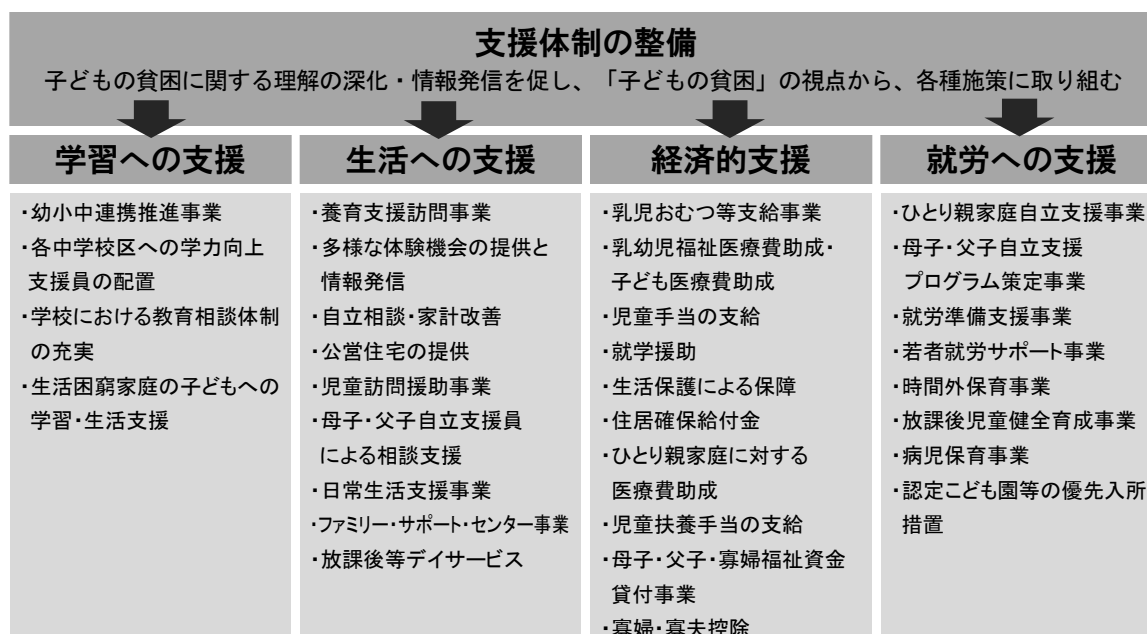 支援体制の整備
子どもの貧困に関する理解の深化・情報発信を促し、「子どもの貧困」の視点から、各種施策に取り組む
学習への支援
・幼小中連携推進事業
・各中学校区への学力向上
支援員の配置
・学校における教育相談体制
の充実
・生活困窮家庭の子どもへの
学習・生活支援
生活への支援
・養育支援訪問事業
・多様な体験機会の提供と
情報発信
・自立相談・家計改善
・公営住宅の提供
・児童訪問援助事業
・母子・父子自立支援員
による相談支援
・日常生活支援事業
・ファミリー・サポート・センター事業
・放課後等デイサービス
経済的支援
・乳児おむつ等支給事業
・乳幼児福祉医療費助成・
子ども医療費助成
・児童手当の支給
・就学援助
・生活保護による保障
・住居確保給付金
・ひとり親家庭に対する
医療費助成
・児童扶養手当の支給
・母子・父子・寡婦福祉資金
貸付事業
・寡婦・寡夫控除
就労への支援
・ひとり親家庭自立支援事業
・母子・父子自立支援
プログラム策定事業
・就労準備支援事業
・若者就労サポート事業
・時間外保育事業
・放課後児童健全育成事業
・病児保育事業
・認定こども園等の優先入所
措置